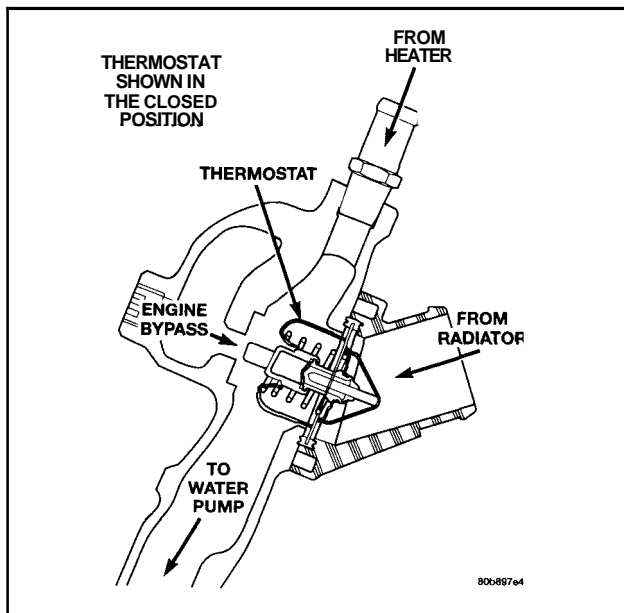 THERMOSTAT
SHOWN IN
THE CLOSED
POSITION
FROM
HEATER
THERMOSTAT
ENGINE
BYPASS
FROM
RADIATOR
TO
WATER
PUMP
80b897e4